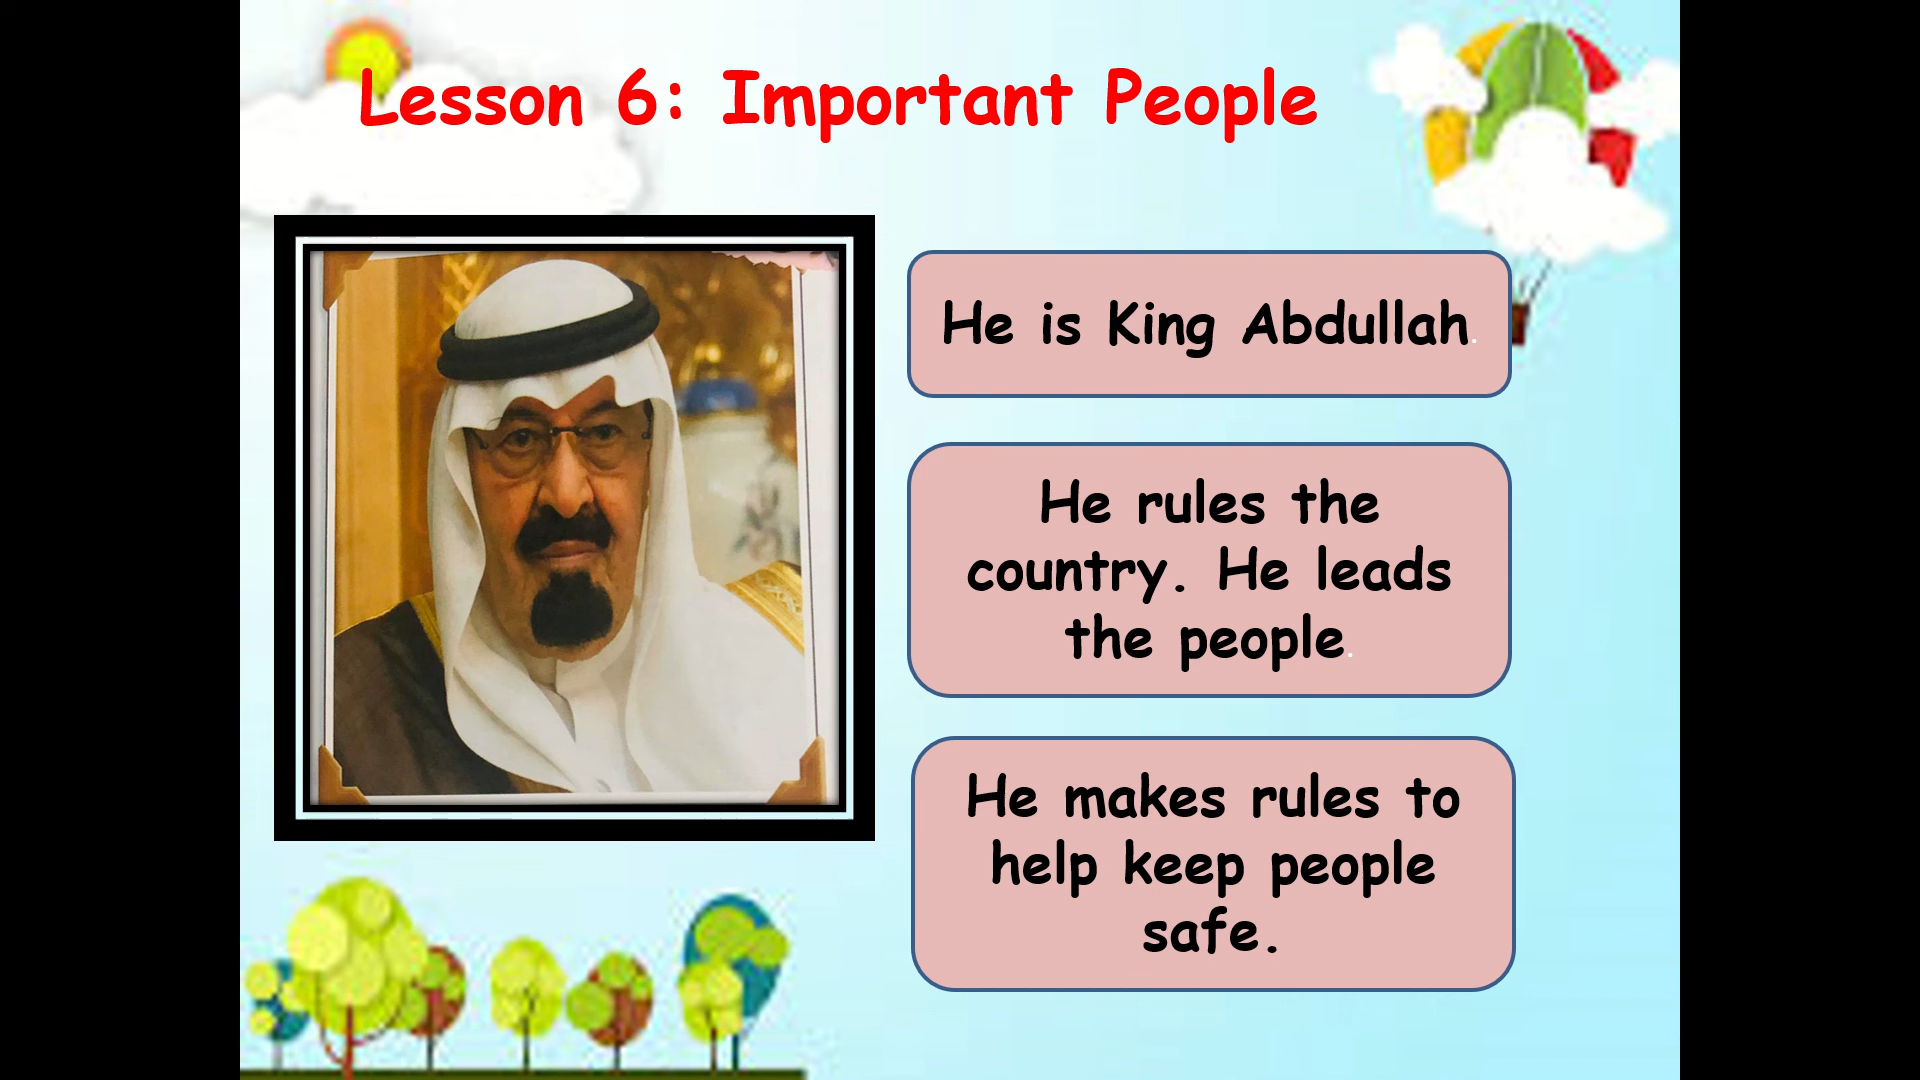 Lesson 6: Important People
He is King Abdullah.
He rules the
country. He leads
the people.
He makes rules to
help keep people
safe.